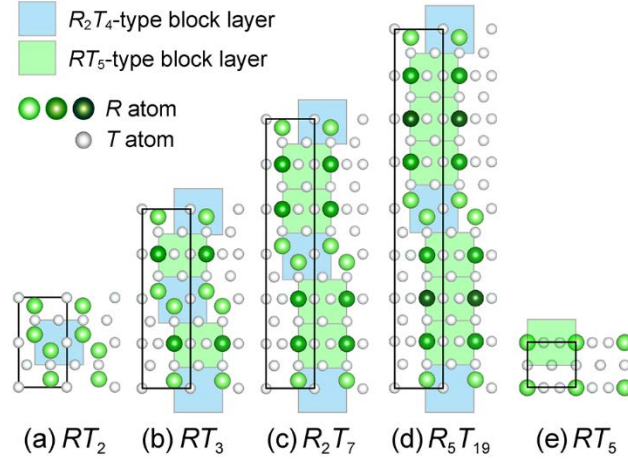 R₂T₄-type block layer
RT₅-type block layer
R atom
T atom
(a) RT₂
(b) RT₃
(c) R₂T₇
(d) R₅T₁₉
(e) RT₅